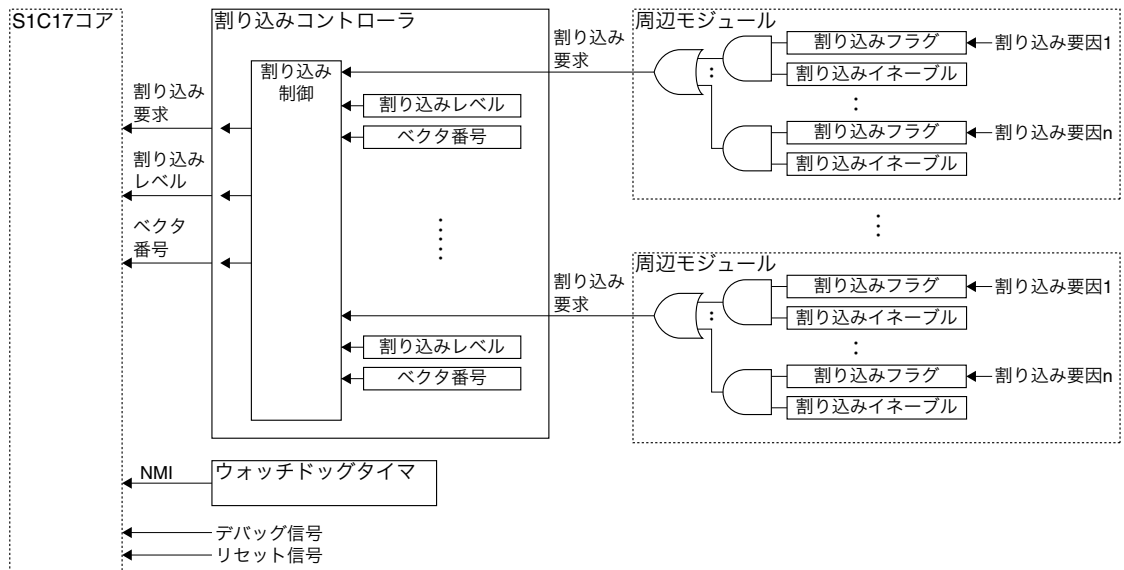 S1C17コア
割り込みコントローラ
周辺モジュール
割り込み
要求
割り込みフラグ
割り込み要因1
割り込みイネーブル
⋮
割り込みフラグ
割り込み要因n
割り込みイネーブル
割り込み
制御
割り込みレベル
ベクタ番号
割り込み
要求
割り込み
レベル
ベクタ
番号
周辺モジュール
割り込み
要求
割り込みフラグ
割り込み要因1
割り込みイネーブル
⋮
割り込みフラグ
割り込み要因n
割り込みイネーブル
割り込みレベル
ベクタ番号
NMI
ウォッチドッグタイマ
デバッグ信号
リセット信号